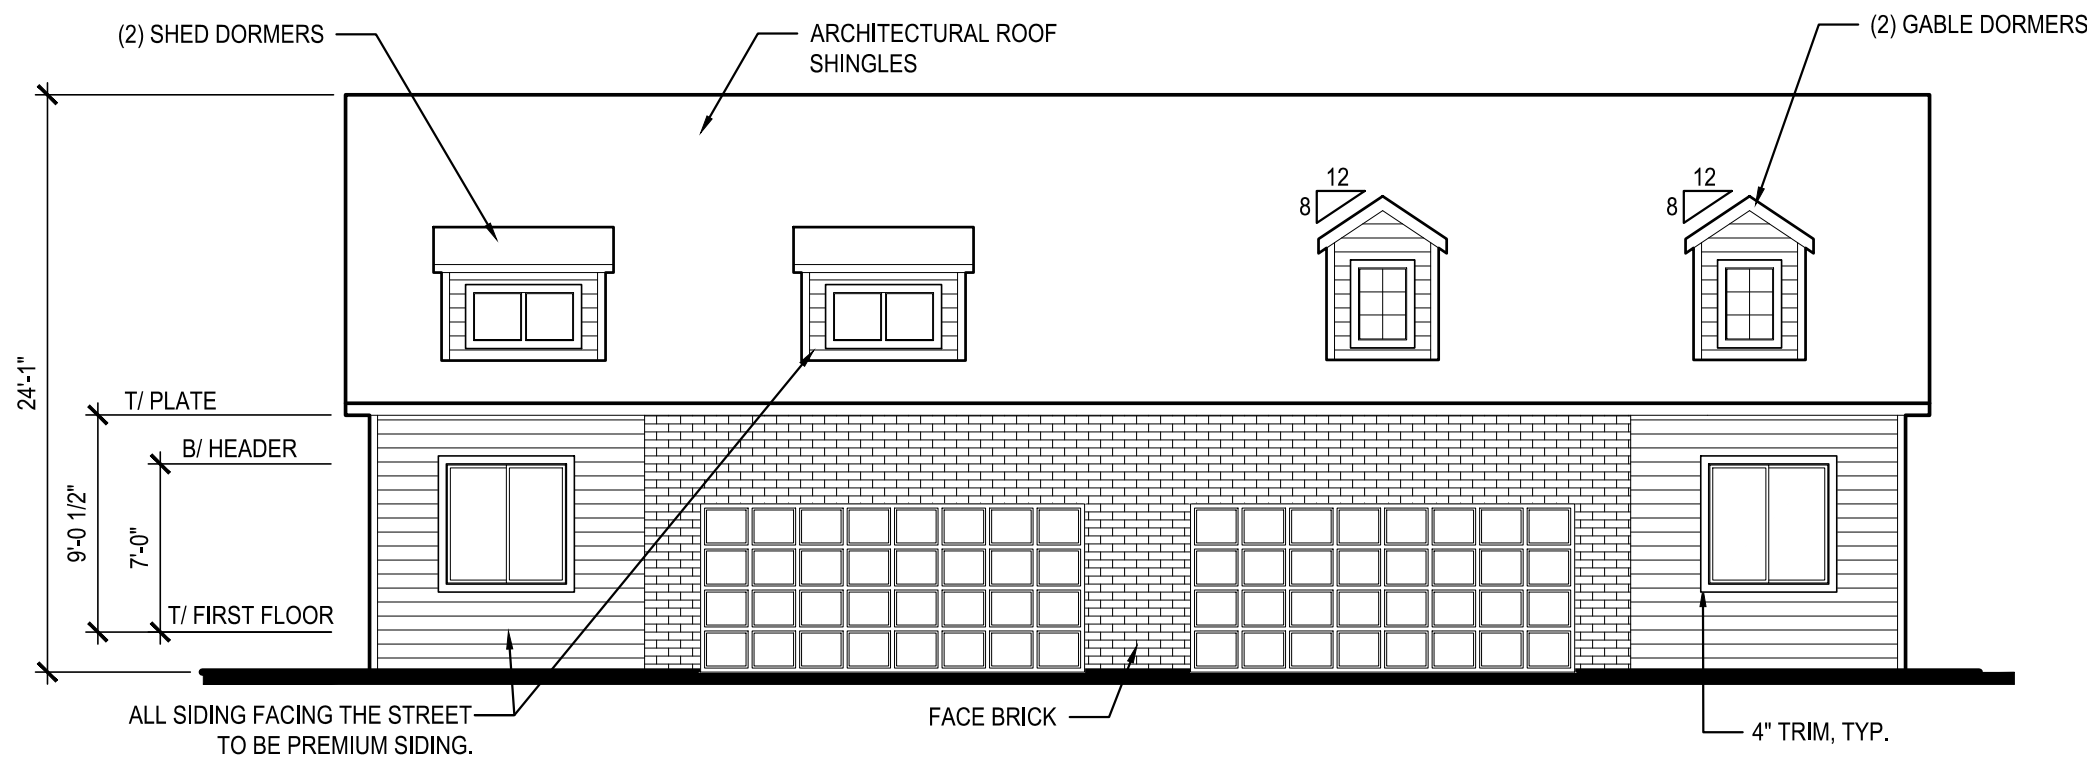 (2) SHED DORMERS
ARCHITECTURAL ROOF
SHINGLES
(2) GABLE DORMERS
12
8
12
8
24'-1"
T/ PLATE
B/ HEADER
9'-0 1/2"
7'-0"
T/ FIRST FLOOR
ALL SIDING FACING THE STREET
TO BE PREMIUM SIDING.
FACE BRICK
4" TRIM, TYP.